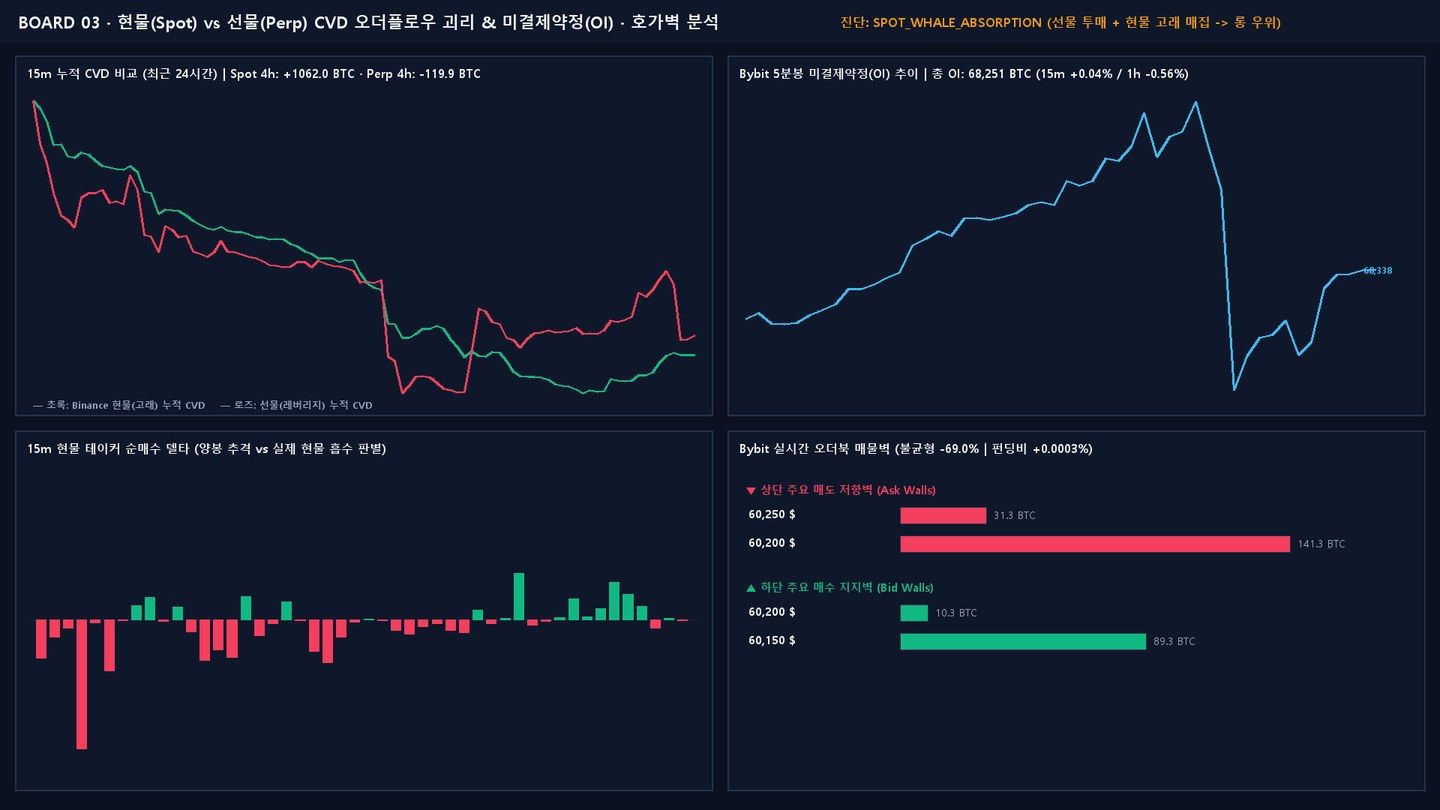 BOARD 03 · 현물(Spot) vs 선물(Perp) CVD 오더플로우 괴리 & 미결제약정(OI) · 호가벽 분석
진단: SPOT_WHALE_ABSORPTION (선물 투매 + 현물 고래 매집 -> 롱 우위)
15m 누적 CVD 비교 (최근 24시간) | Spot 4h: +1062.0 BTC · Perp 4h: -119.9 BTC
— 초록: Binance 현물(고래) 누적 CVD — 로즈: 선물(레버리지) 누적 CVD
Bybit 5분봉 미결제약정(OI) 추이 | 총 OI: 68,251 BTC (15m +0.04% / 1h -0.56%)
68,338
15m 현물 테이커 순매수 델타 (양봉 추격 vs 실제 현물 흡수 판별)
Bybit 실시간 오더북 매물벽 (불균형 -69.0% | 펀딩비 +0.0003%)
▼ 상단 주요 매도 저항벽 (Ask Walls)
60,250 $ 31.3 BTC
60,200 $ 141.3 BTC
▲ 하단 주요 매수 지지벽 (Bid Walls)
60,200 $ 10.3 BTC
60,150 $ 89.3 BTC